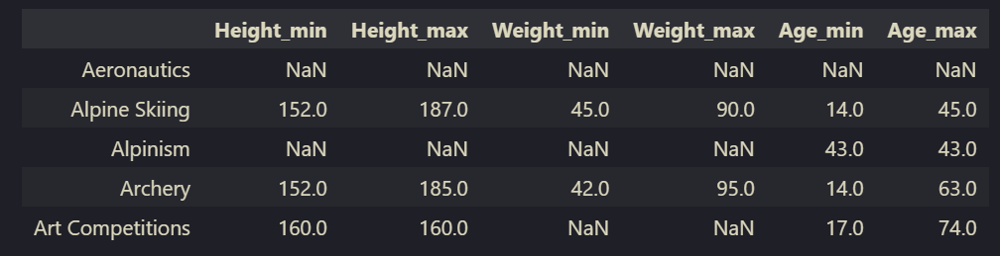 Height_min Height_max Weight_min Weight_max Age_min Age_max
Aeronautics NaN NaN NaN NaN NaN NaN
Alpine Skiing 152.0 187.0 45.0 90.0 14.0 45.0
Alpinism NaN NaN NaN NaN 43.0 43.0
Archery 152.0 185.0 42.0 95.0 14.0 63.0
Art Competitions 160.0 160.0 NaN NaN 17.0 74.0